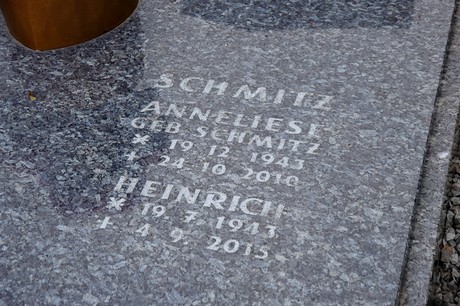 SCHMITZ
ANNELIESE
GEB. SCHMITZ
* 19. 12. 1943
+ 24. 10. 2010
HEINRICH
* 19. 7. 1943
+ 4. 9. 2015